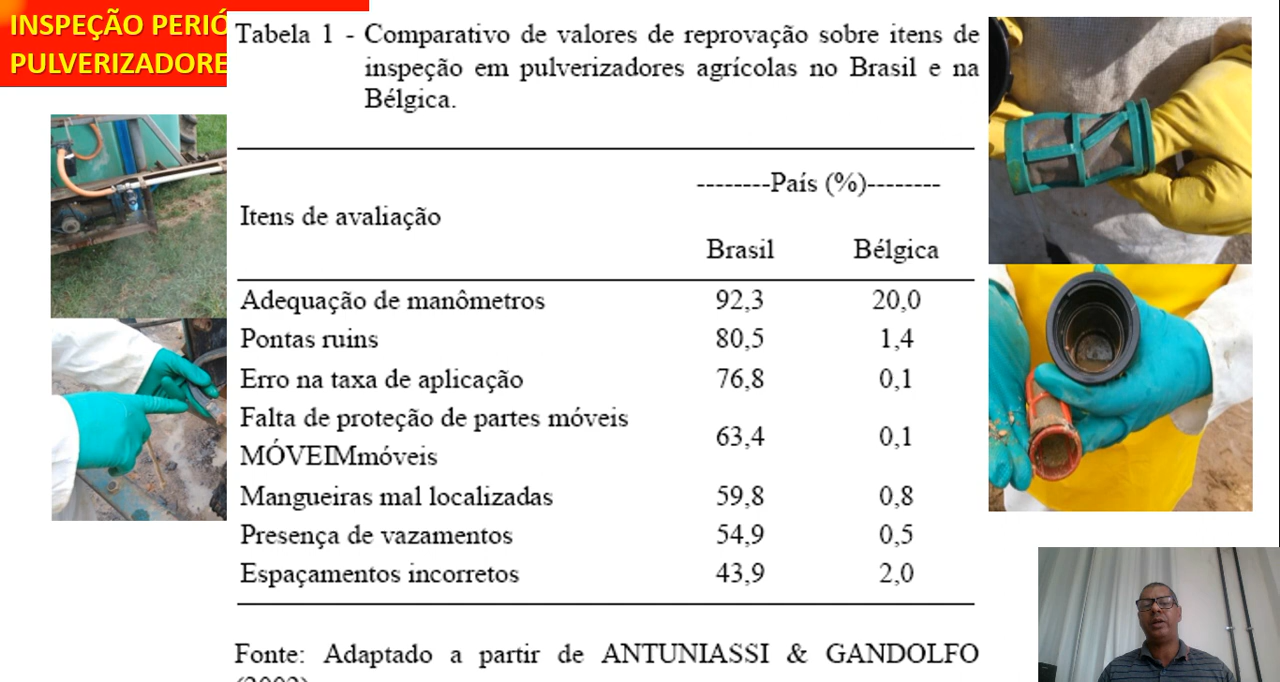 INSPEÇÃO PERIÓ
PULVERIZADORE
Tabela 1 - Comparativo de valores de reprovação sobre itens de
inspeção em pulverizadores agrícolas no Brasil e na
Bélgica.
--------País (%)--------
Itens de avaliação
Brasil Bélgica
Adequação de manômetros 92,3 20,0
Pontas ruins 80,5 1,4
Erro na taxa de aplicação 76,8 0,1
Falta de proteção de partes móveis
63,4 0,1
MÓVEIMmóveis
Mangueiras mal localizadas 59,8 0,8
Presença de vazamentos 54,9 0,5
Espaçamentos incorretos 43,9 2,0
Fonte: Adaptado a partir de ANTUNIASSI & GANDOLFO